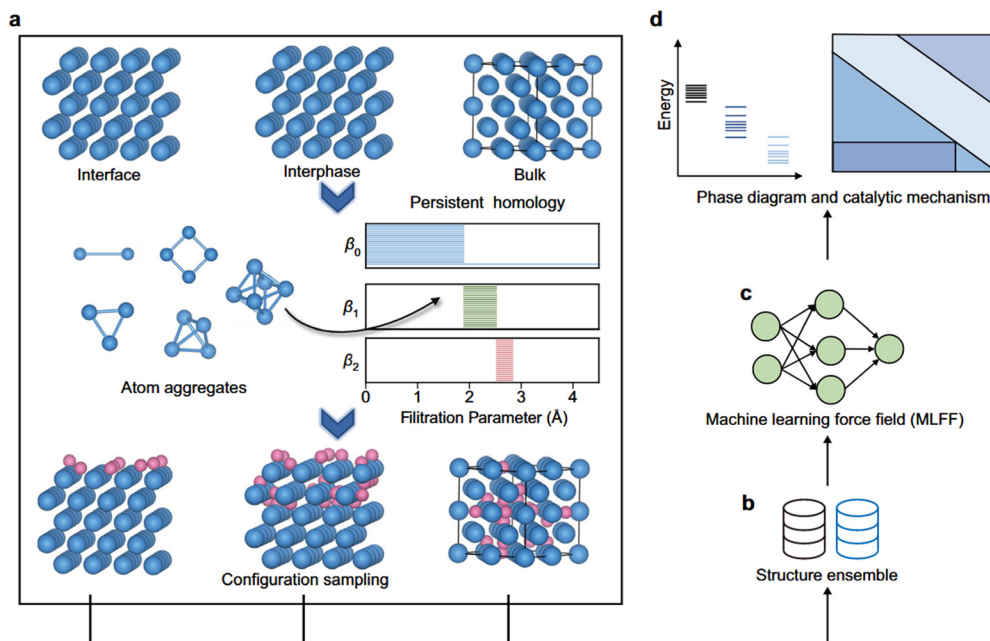 a
Interface
Interphase
Bulk
Persistent homology
β0
β1
β2
0
1
2
3
4
Filtration Parameter (Å)
Atom aggregates
Configuration sampling
d
Energy
Phase diagram and catalytic mechanism
c
Machine learning force field (MLFF)
b
Structure ensemble